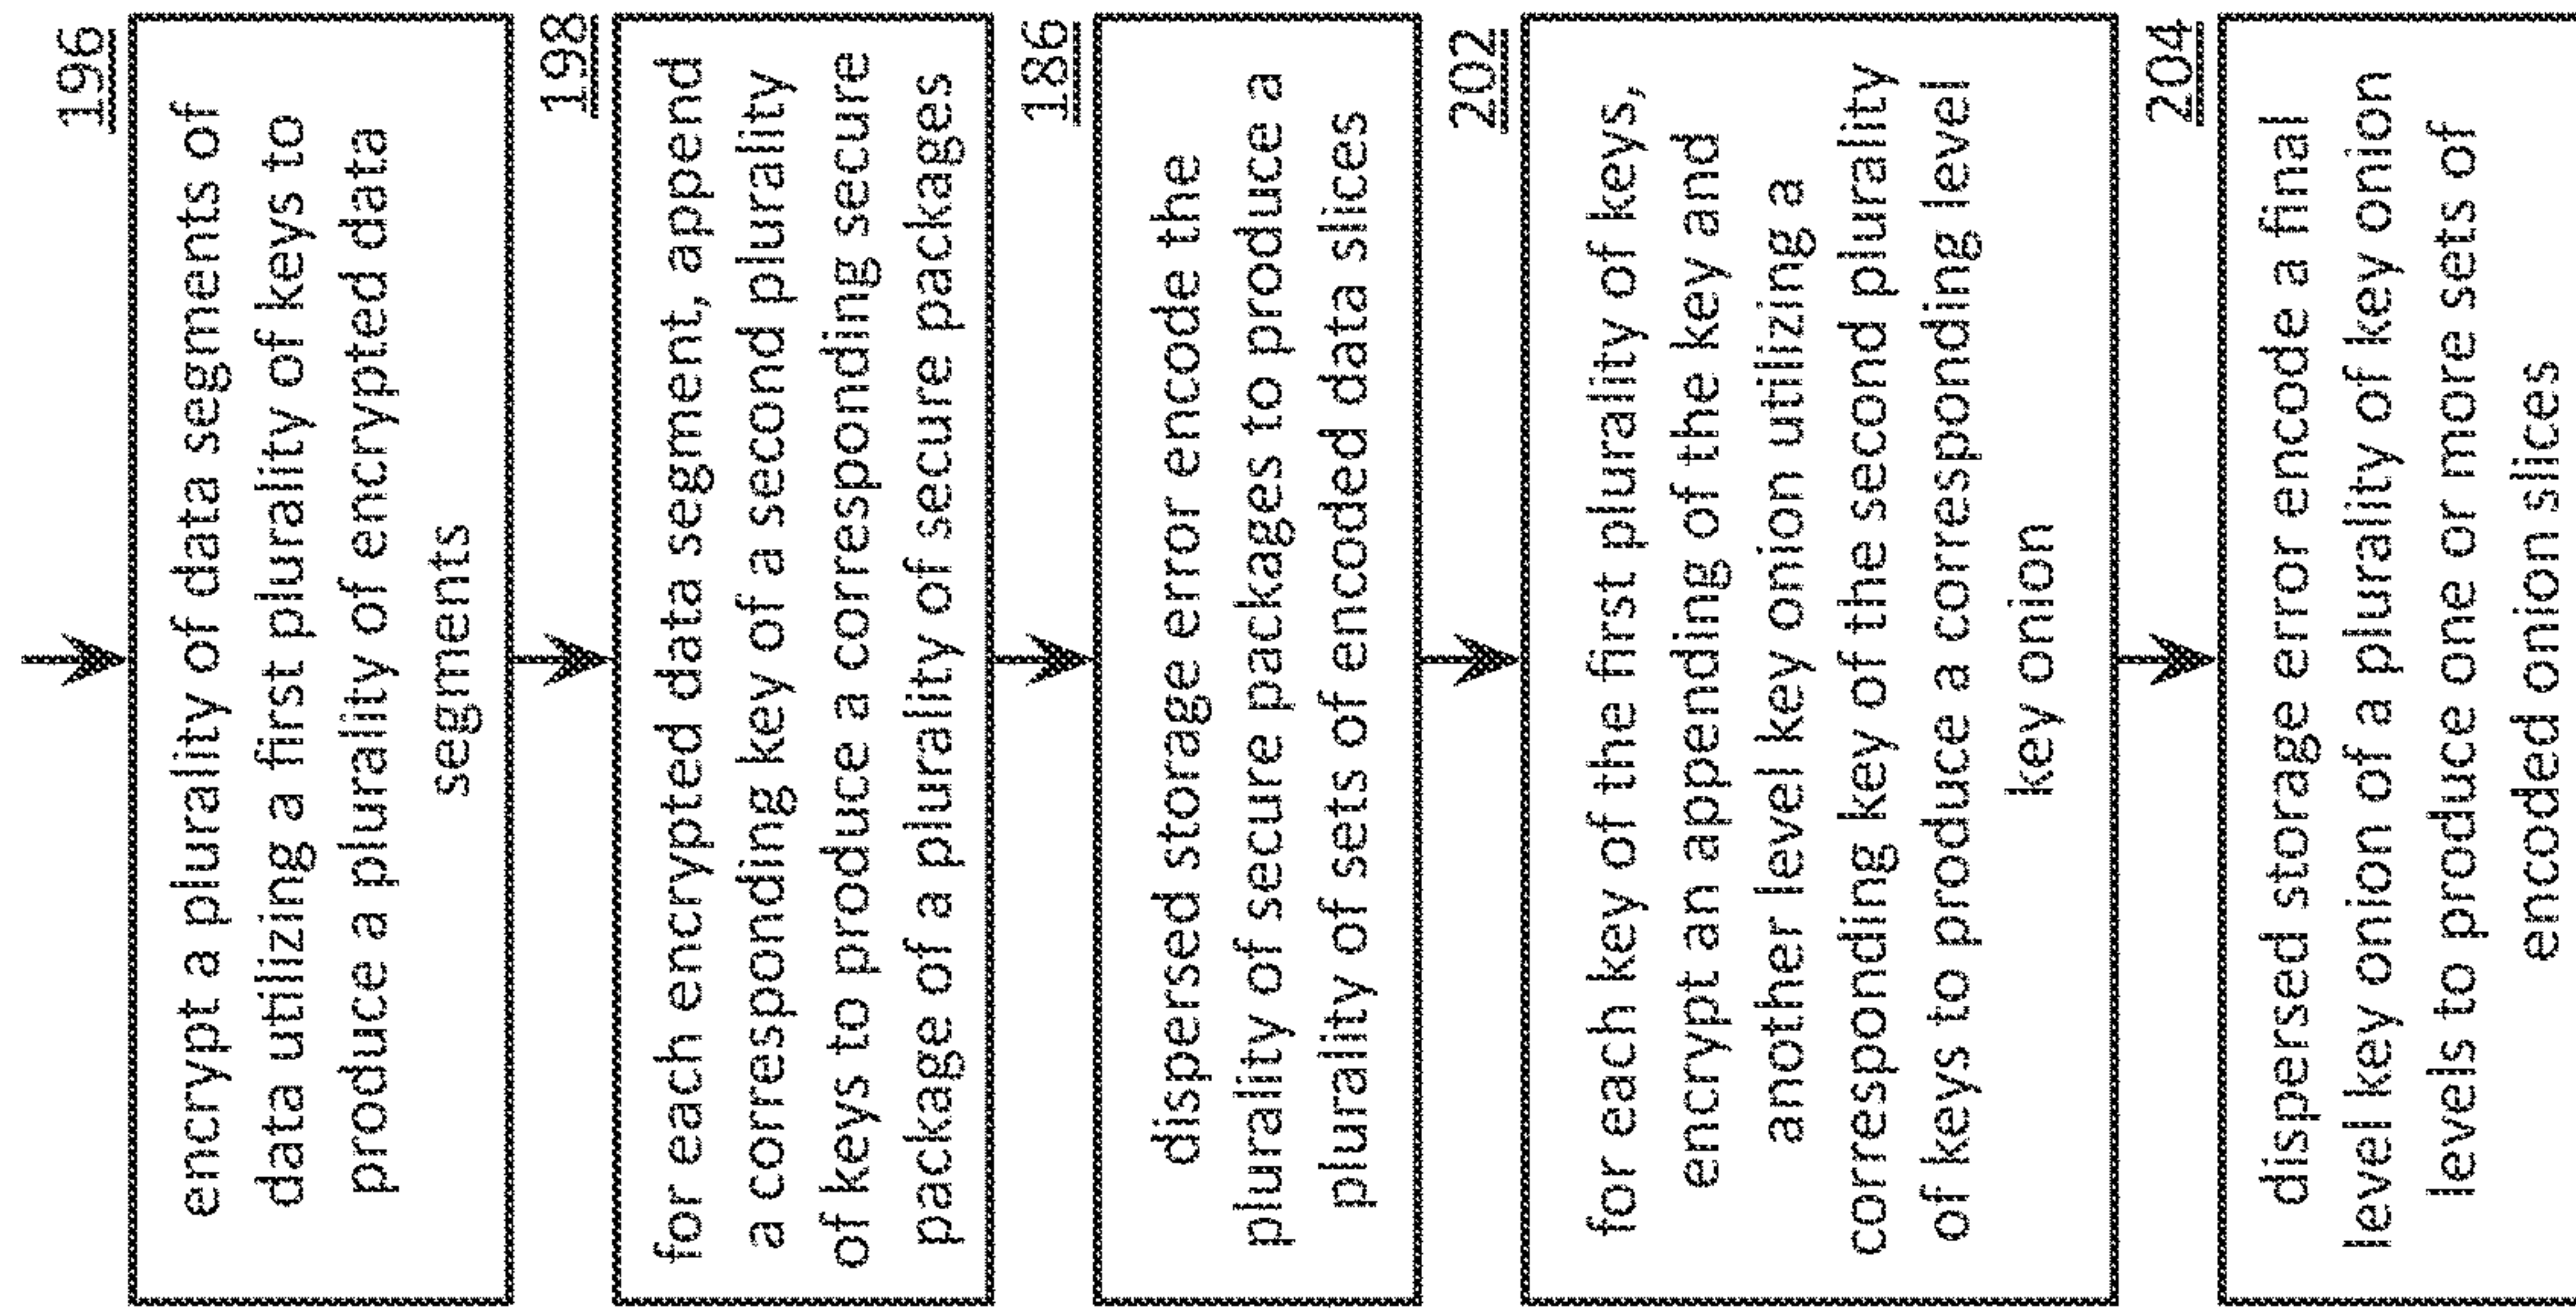 196
encrypt a plurality of data segments of
data utilizing a first plurality of keys to
produce a plurality of encrypted data
segments
198
for each encrypted data segment, append
a corresponding key of a second plurality
of keys to produce a corresponding secure
package of a plurality of secure packages
186
dispersed storage error encode the
plurality of secure packages to produce a
plurality of sets of encoded data slices
202
for each key of the first plurality of keys,
encrypt an appending of the key and
another level key onion utilizing a
corresponding key of the second plurality
of keys to produce a corresponding level
key onion
204
dispersed storage error encode a final
level key onion of a plurality of key onion
levels to produce one or more sets of
encoded onion slices